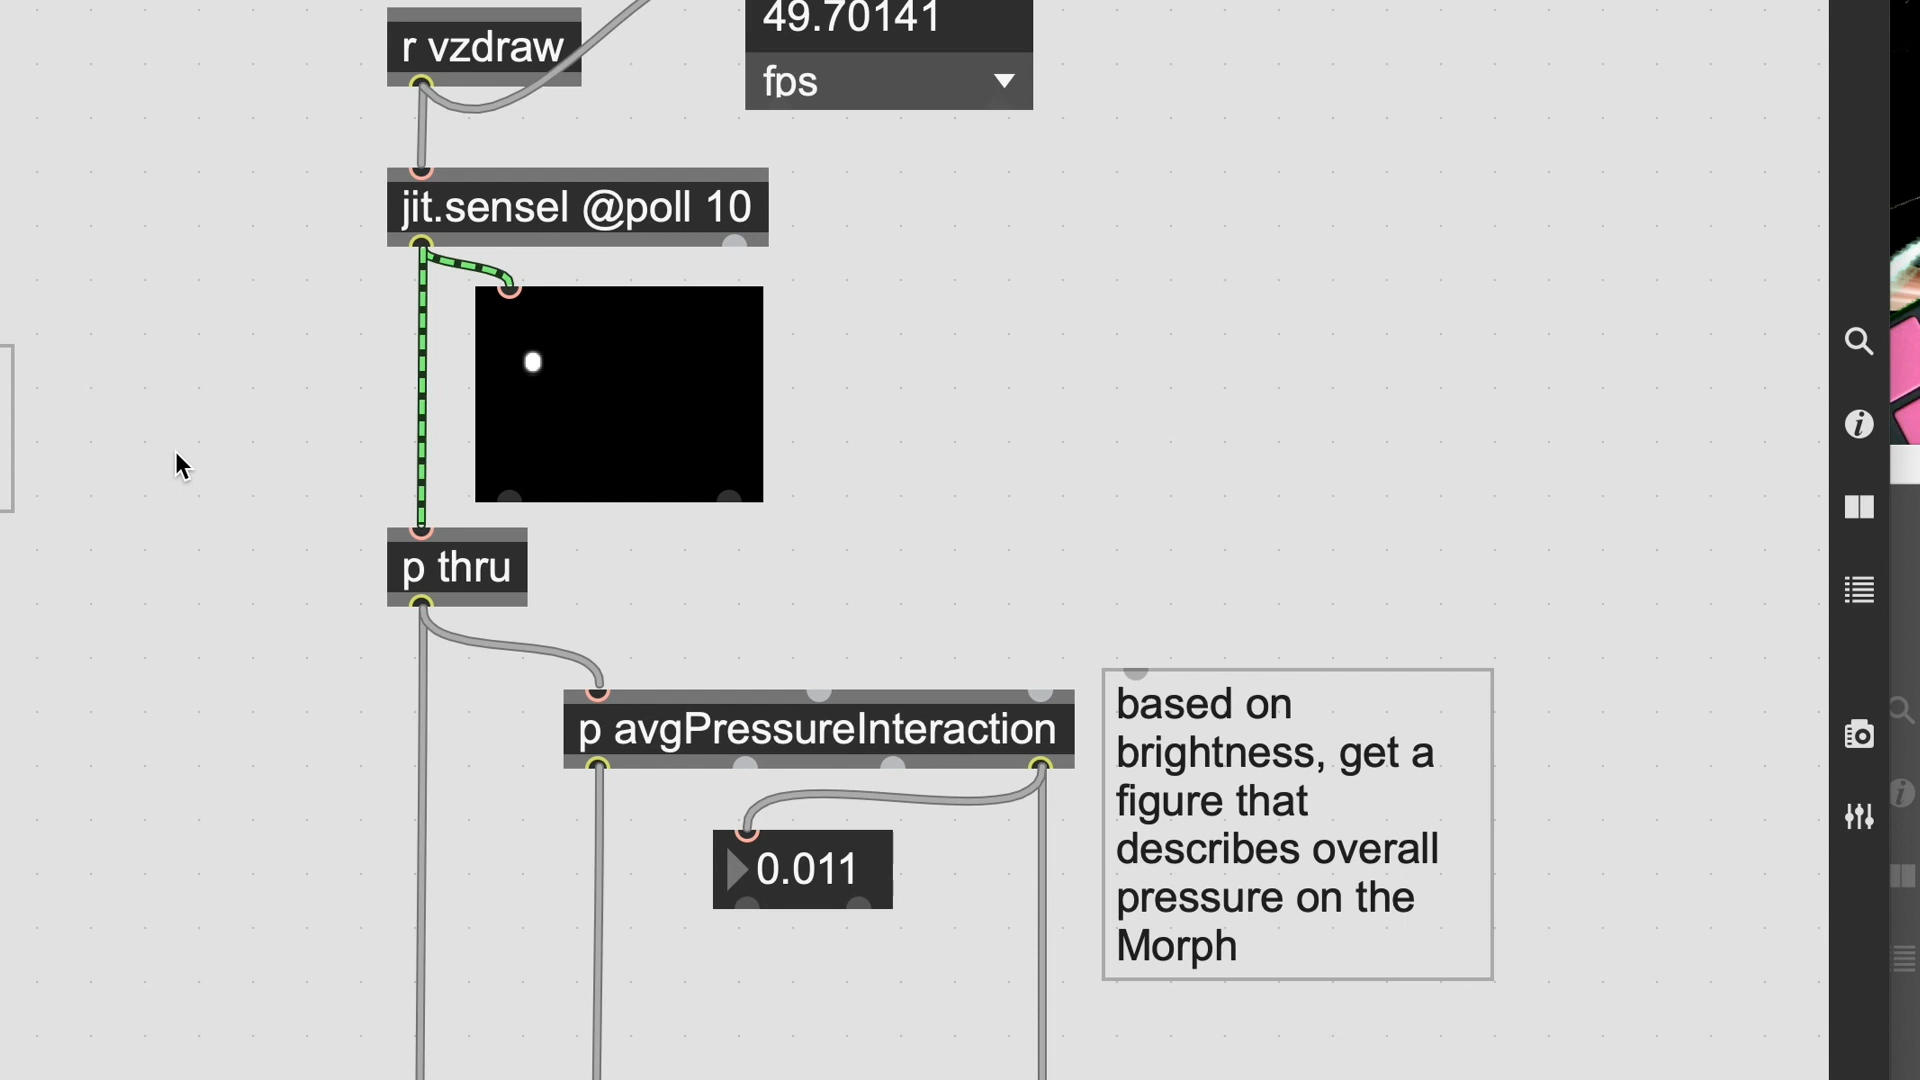 r vzdraw
49.70141
fps
jit.sensel @poll 10
p thru
p avgPressureInteraction
0.011
based on
brightness, get a
figure that
describes overall
pressure on the
Morph